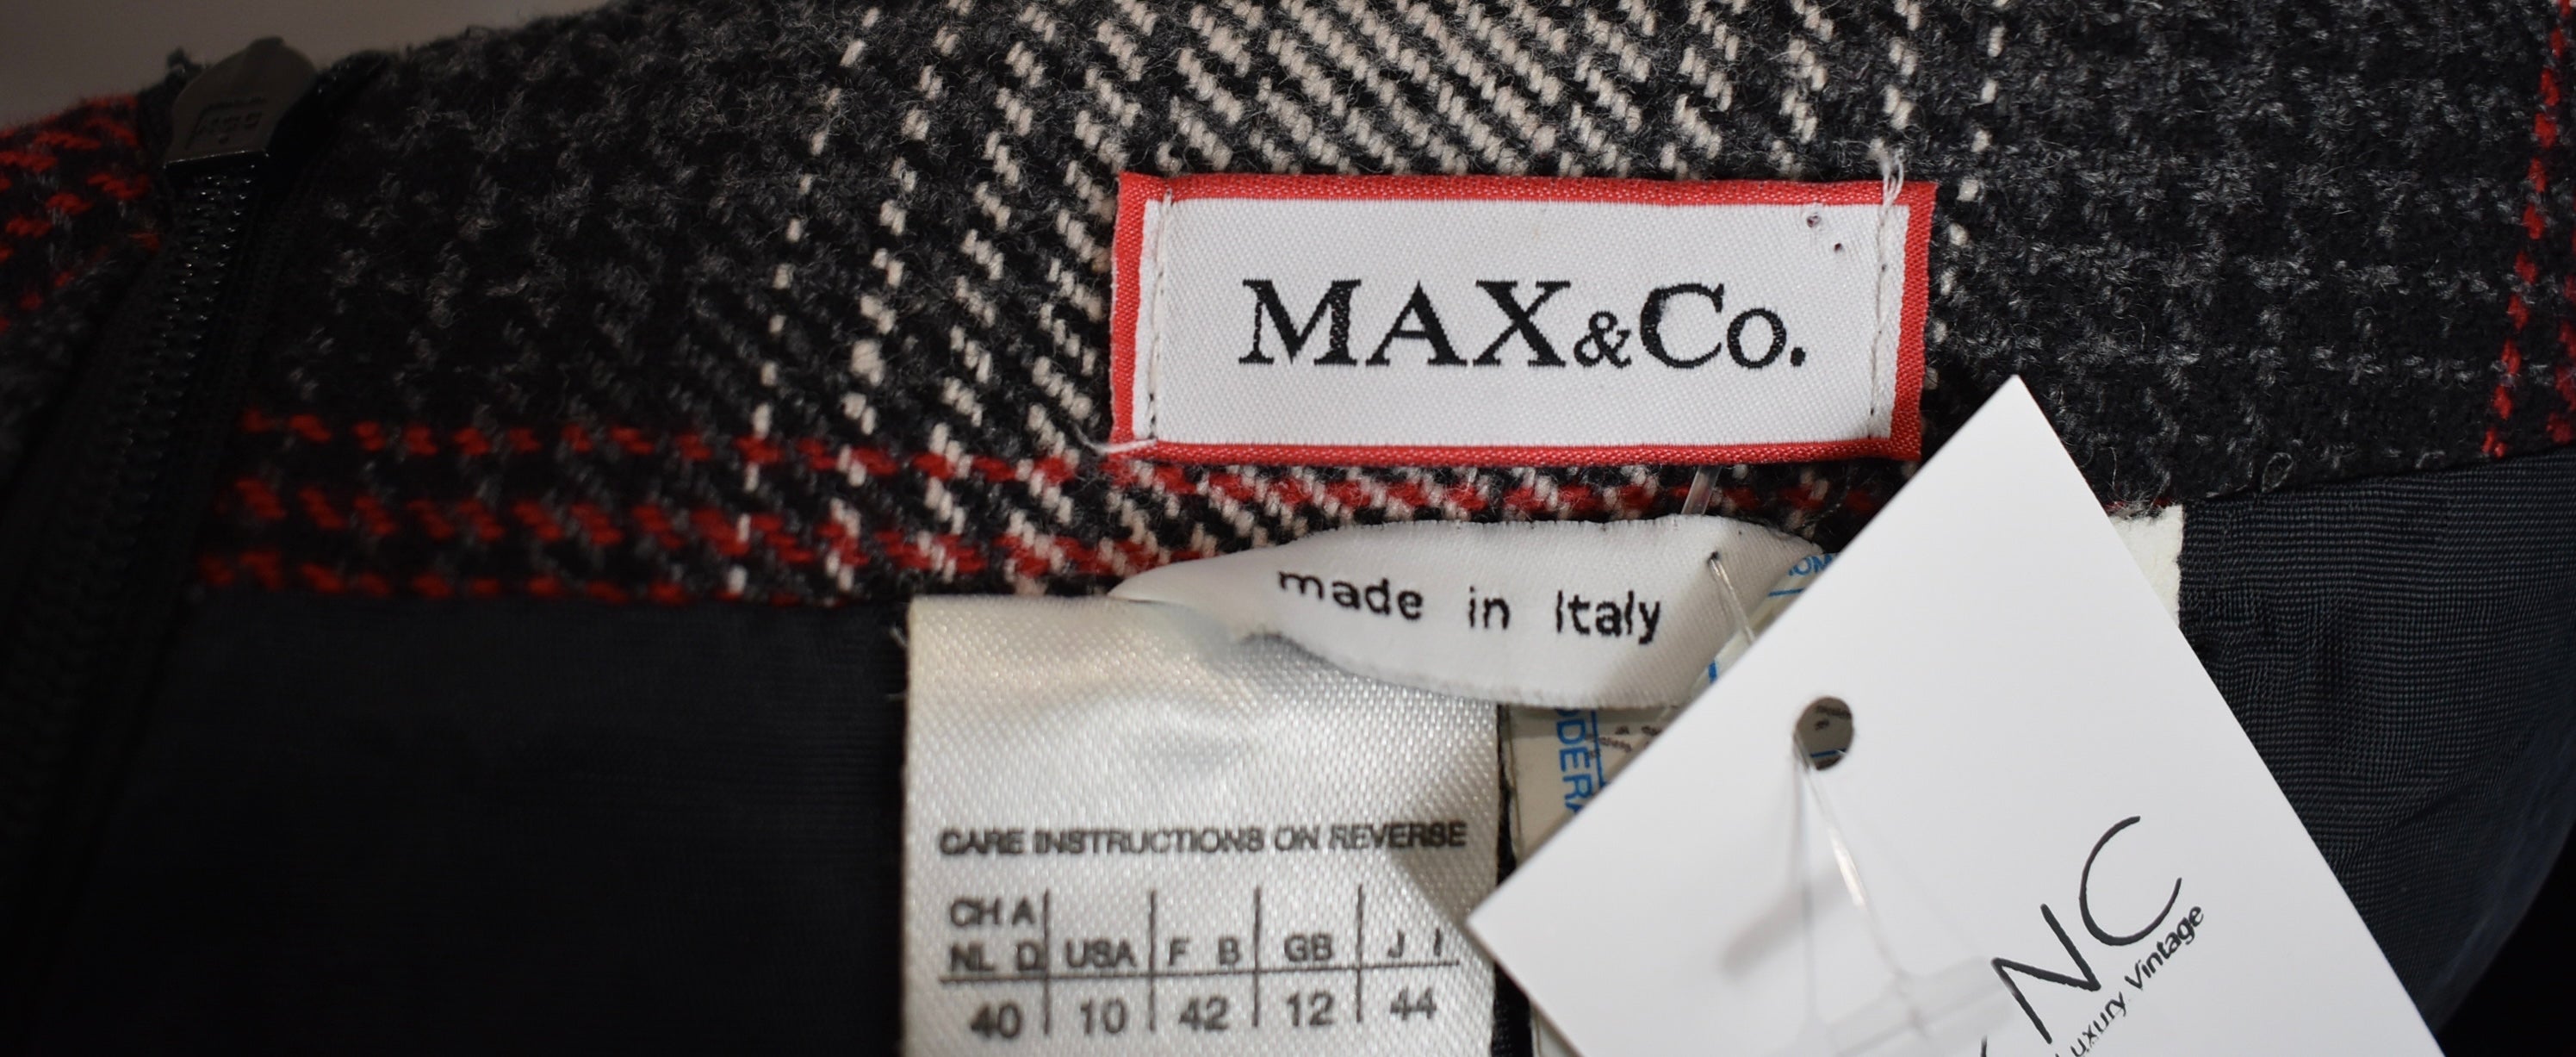 MAX&Co.
made in Italy
CARE INSTRUCTIONS ON REVERSE
CH A
NL D USA F B GB J I
40 10 42 12 44
NC
Luxury Vintage